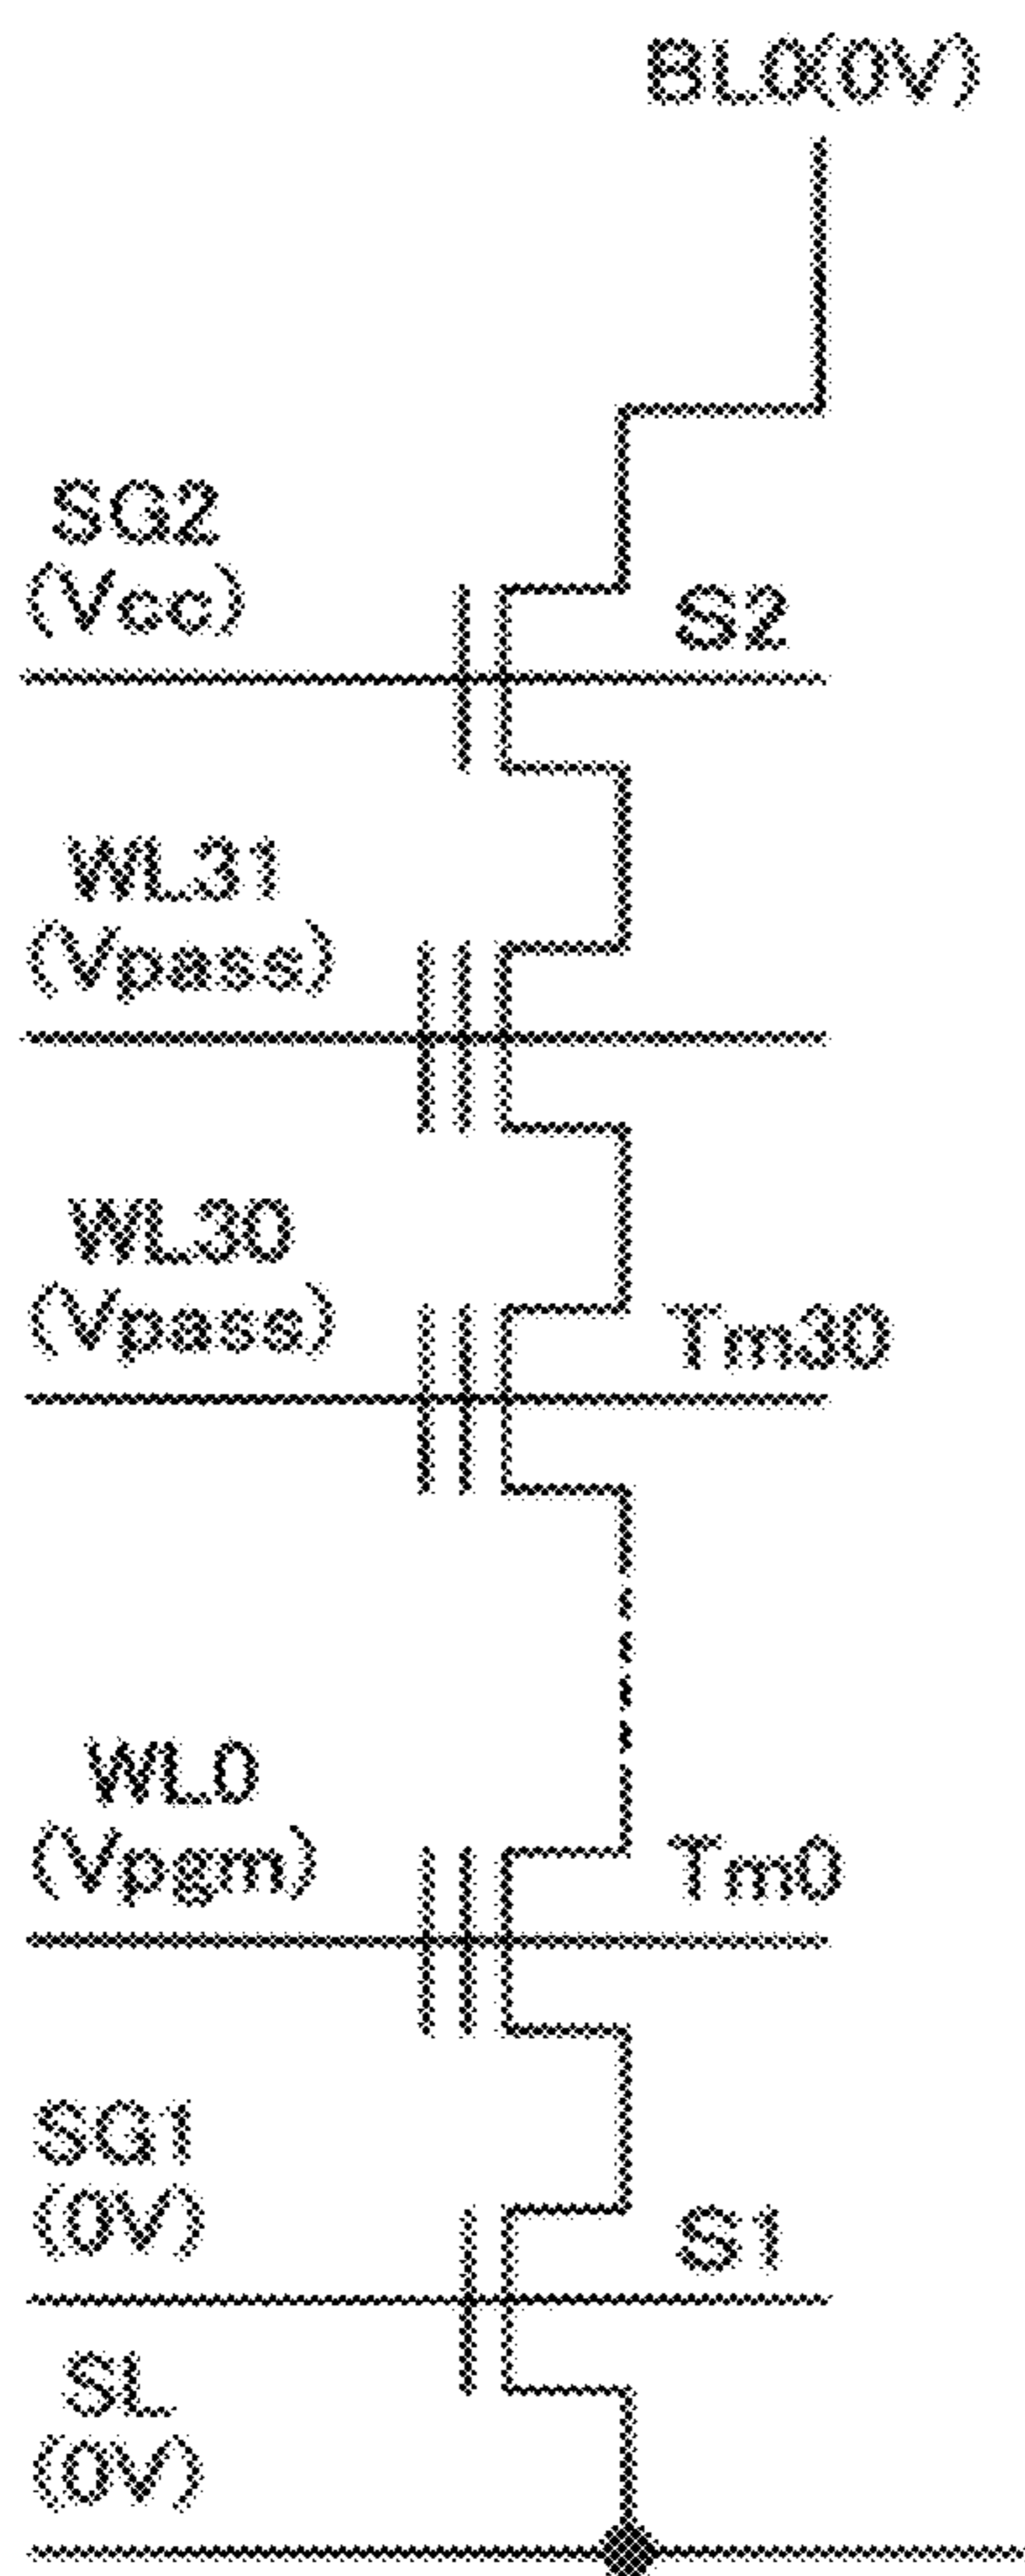 BL0(0V)
SG2
(Vcc)
S2
WL31
(Vpass)
WL30
(Vpass)
Tm30
WL0
(Vpgm)
Tm0
SG1
(0V)
S1
SL
(0V)